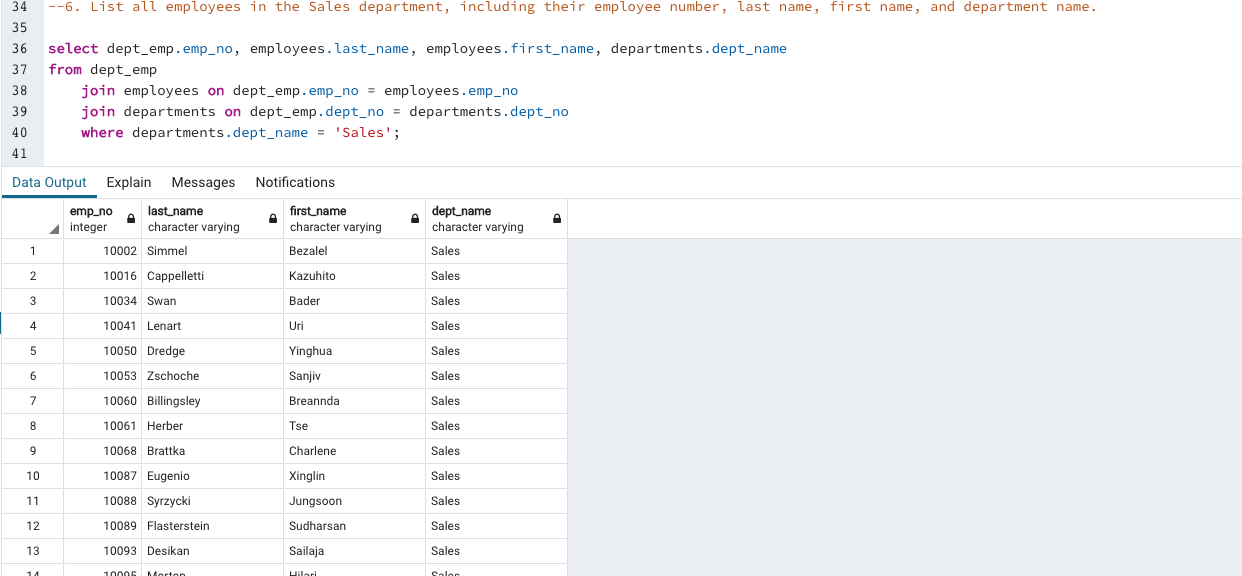 34 --6. List all employees in the Sales department, including their employee number, last name, first name, and department name.
35
36 select dept_emp.emp_no, employees.last_name, employees.first_name, departments.dept_name
37 from dept_emp
38 join employees on dept_emp.emp_no = employees.emp_no
39 join departments on dept_emp.dept_no = departments.dept_no
40 where departments.dept_name = 'Sales';
41
Data Output Explain Messages Notifications
emp_no last_name first_name dept_name
integer character varying character varying character varying
1 10002 Simmel Bezalel Sales
2 10016 Cappelletti Kazuhito Sales
3 10034 Swan Bader Sales
4 10041 Lenart Uri Sales
5 10050 Dredge Yinghua Sales
6 10053 Zschoche Sanjiv Sales
7 10060 Billingsley Breannda Sales
8 10061 Herber Tse Sales
9 10068 Brattka Charlene Sales
10 10087 Eugenio Xinglin Sales
11 10088 Syrzycki Jungsoon Sales
12 10089 Flasterstein Sudharsan Sales
13 10093 Desikan Sailaja Sales
14 10095 Morton Hilari Sales